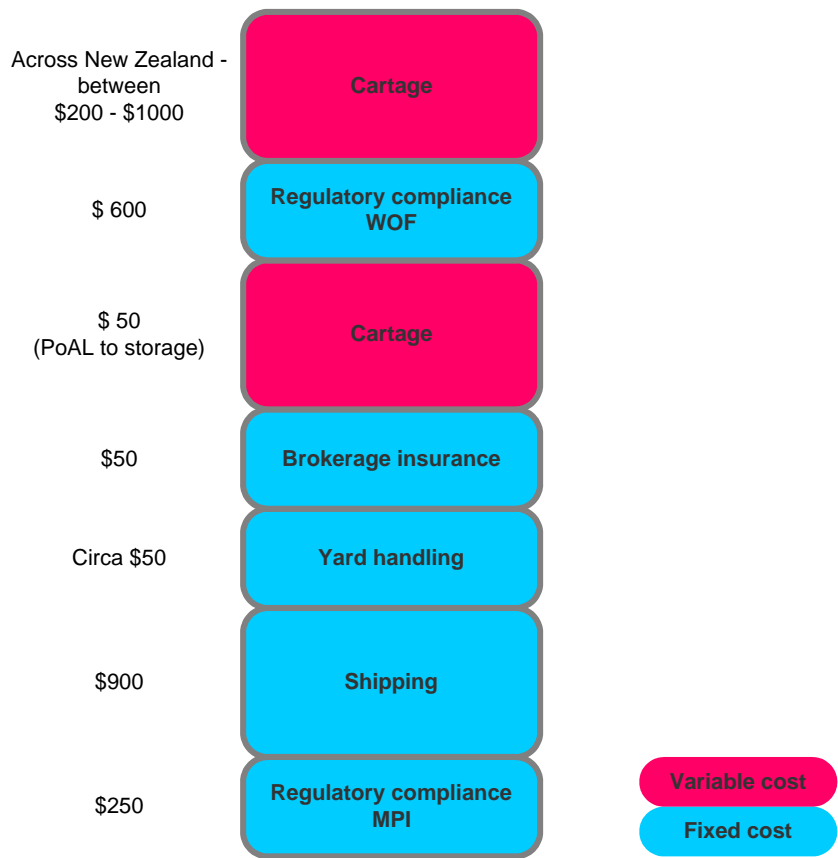 Across New Zealand -
between
$200 - $1000
Cartage
$ 600
Regulatory compliance
WOF
$ 50
(PoAL to storage)
Cartage
$50
Brokerage insurance
Circa $50
Yard handling
$900
Shipping
$250
Regulatory compliance
MPI
Variable cost
Fixed cost